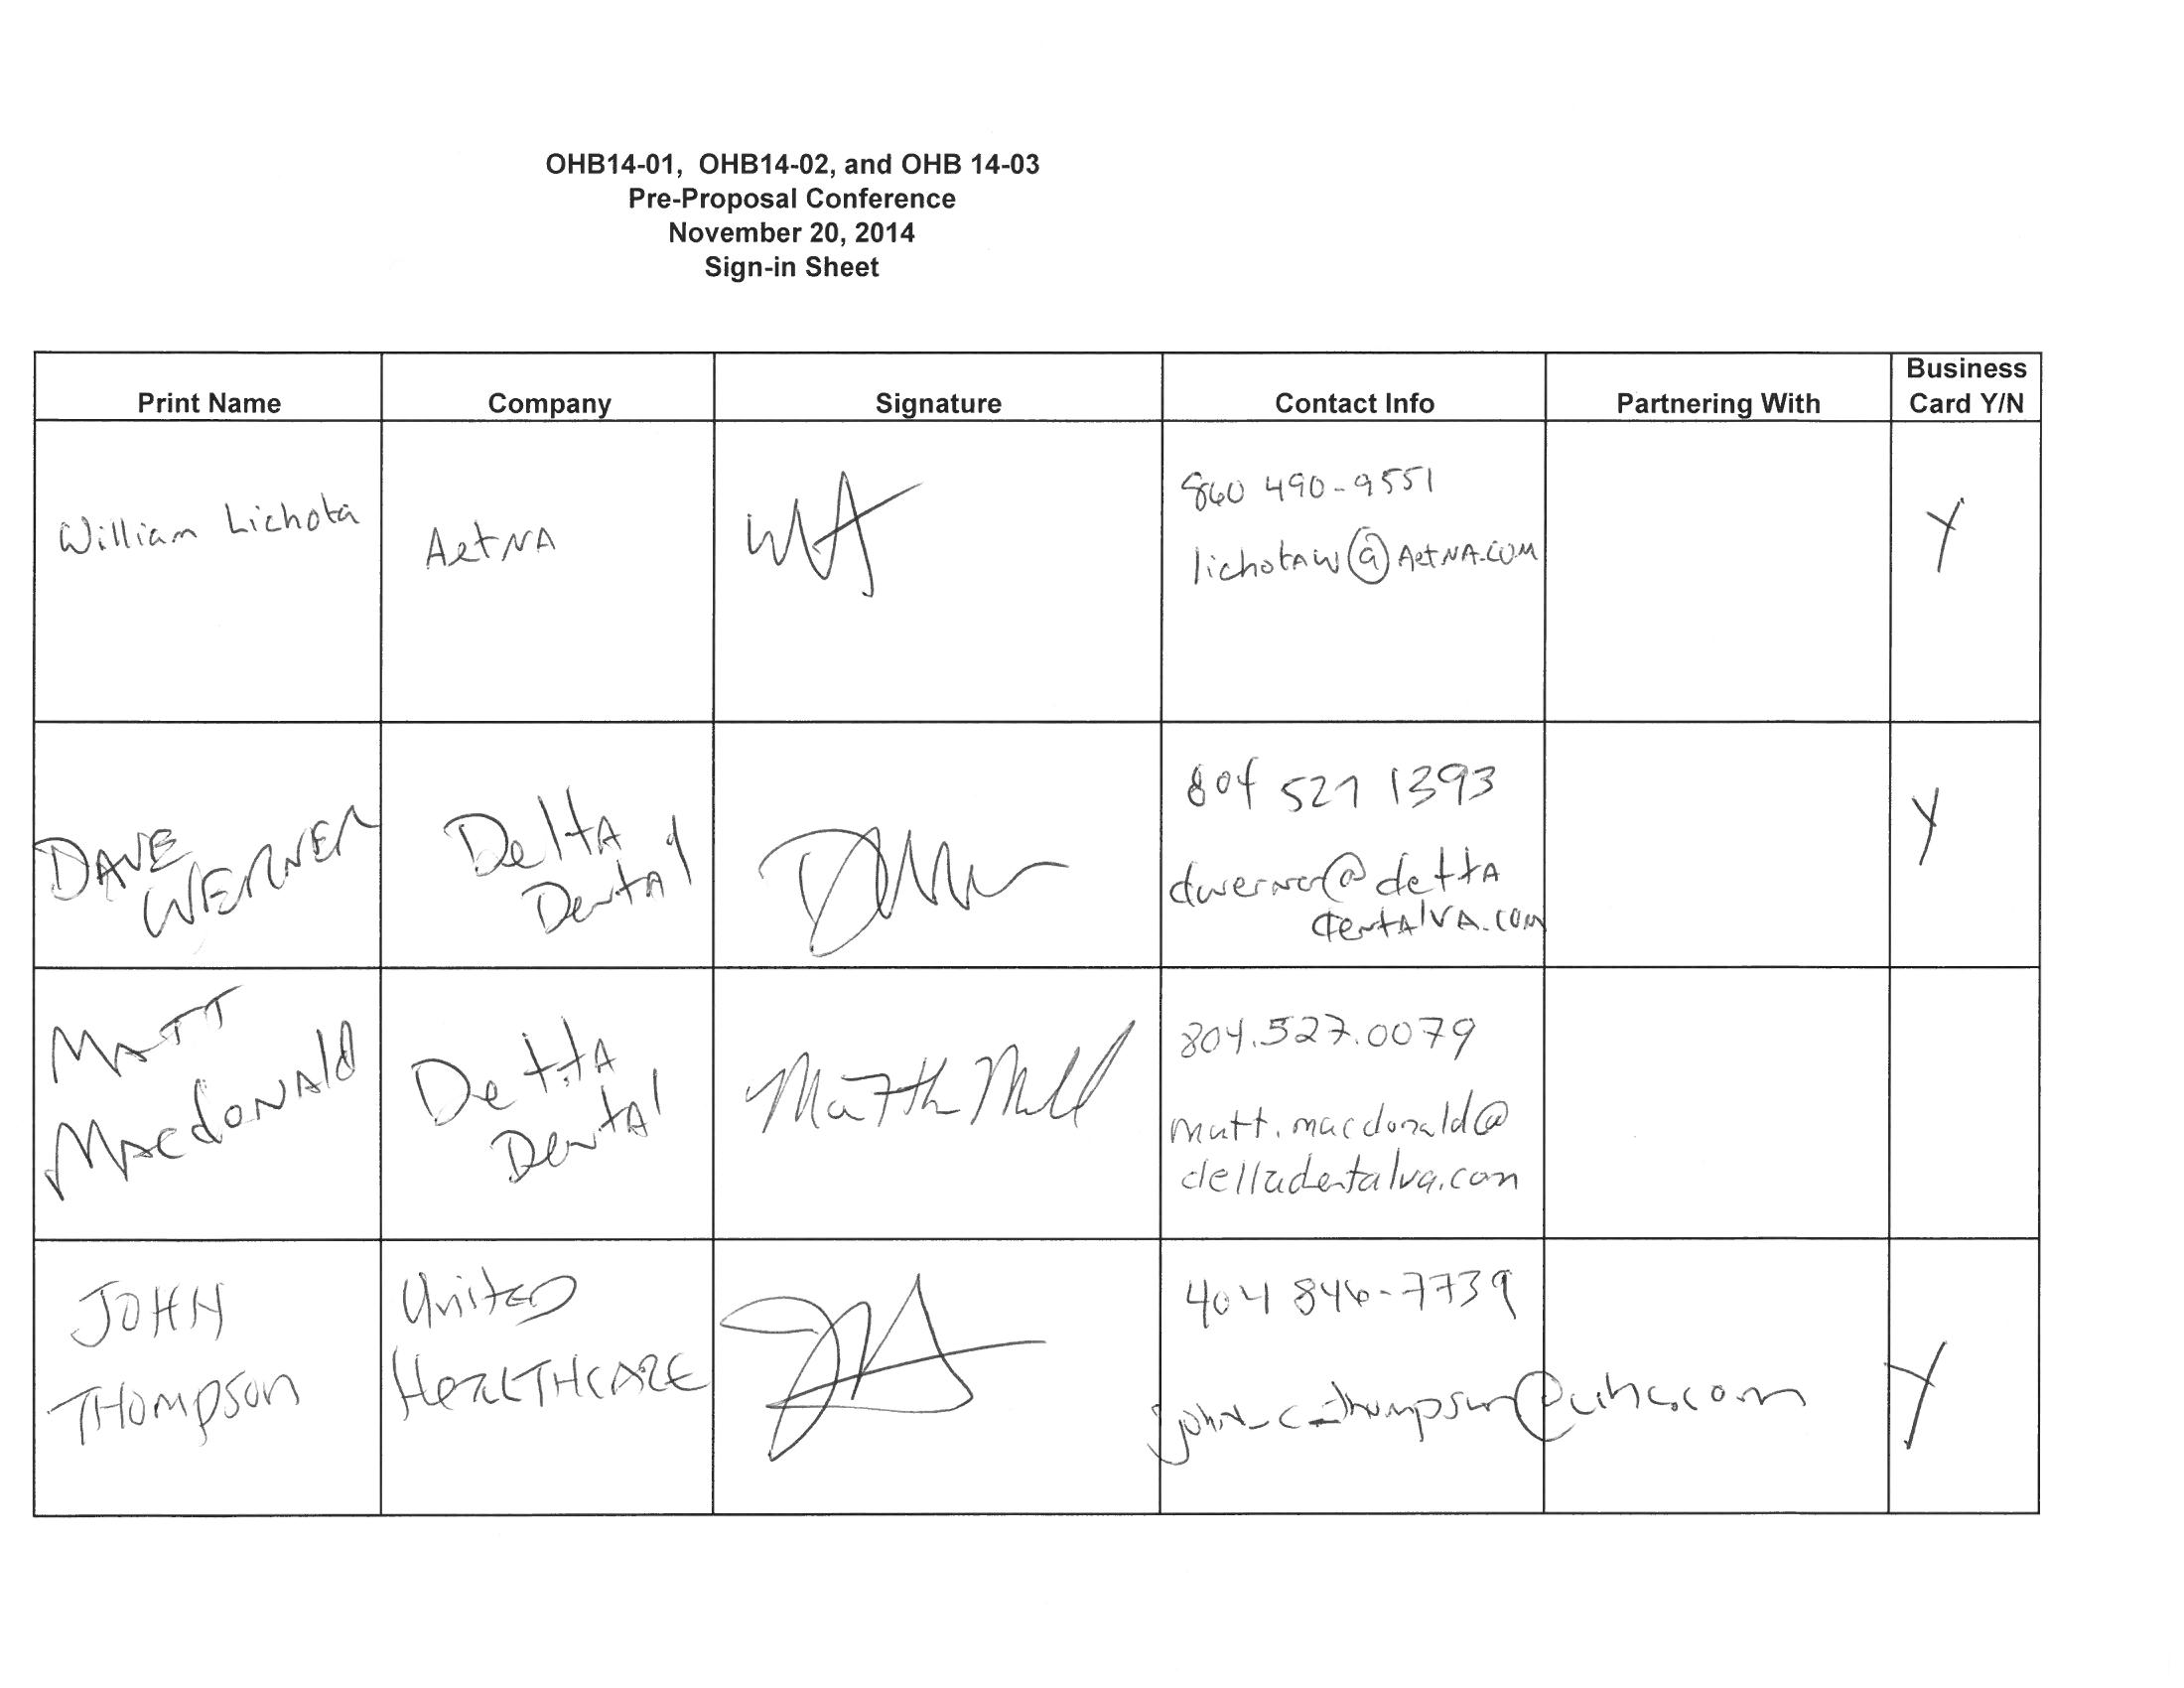 OHB14-01, OHB14-02, and OHB 14-03
Pre-Proposal Conference
November 20, 2014
Sign-in Sheet
Print Name
Company
Signature
Contact Info
Partnering With
Business
Card Y/N
William Lichota
AetNA
860 490-9551
lichotaw@AetNA.com
Y
DAVE
WERNER
DeltA
DentAl
804 527 1393
dwerner@deltA
dentAlVA.com
Y
MATT
MacdoNAld
DeltA
DentAl
804.527.0079
matt.macdonald@
deltadentalva.com
JOHN
THOMPSON
UNITED
HEALTHCARE
404 846-7739
john_c_thompson@uhc.com
Y